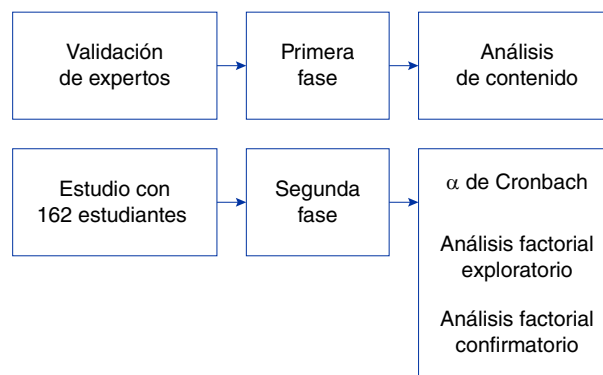 Validación
de expertos
Primera
fase
Análisis
de contenido
Estudio con
162 estudiantes
Segunda
fase
α de Cronbach
Análisis factorial
exploratorio
Análisis factorial
confirmatorio